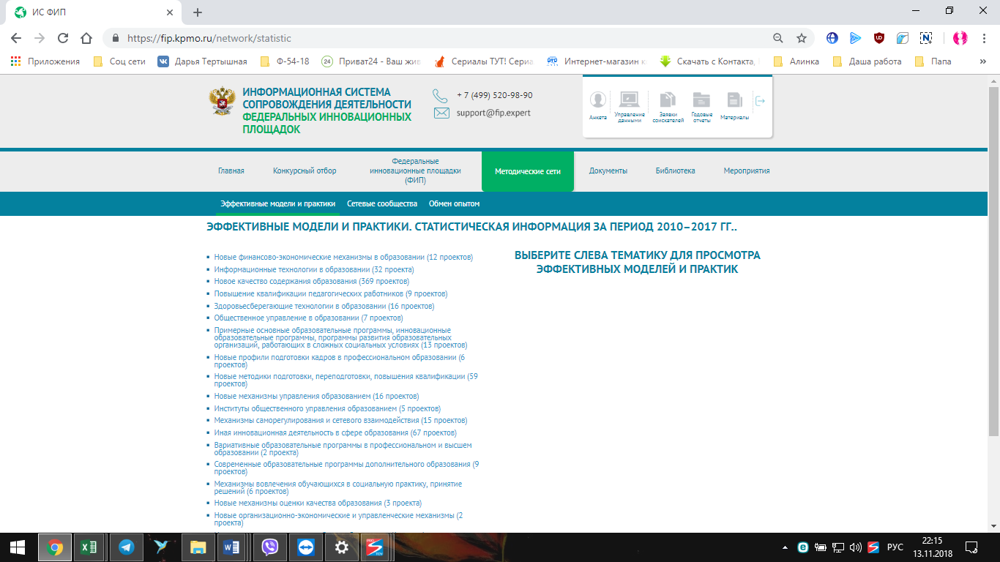 ИС ФИП
https://fip.kpmo.ru/network/statistic
Приложения
Соц сети
Дарья Тертышная
Ф-54-18
24
Приват24 - Ваш жив
Сериалы ТУТ! Сериа
Интернет-магазин к
Скачать с Контакта,
Алинка
Даша работа
Папа
»
ИНФОРМАЦИОННАЯ СИСТЕМА
СОПРОВОЖДЕНИЯ ДЕЯТЕЛЬНОСТИ
ФЕДЕРАЛЬНЫХ ИННОВАЦИОННЫХ
ПЛОЩАДОК
+ 7 (499) 520-98-90
support@fip.expert
Анкета
Управление
данными
Заявки
соискателей
Годовые
отчеты
Материалы
Главная
Конкурсный отбор
Федеральные
инновационные площадки
(ФИП)
Методические сети
Документы
Библиотека
Мероприятия
Эффективные модели и практики
Сетевые сообщества
Обмен опытом
ЭФФЕКТИВНЫЕ МОДЕЛИ И ПРАКТИКИ. СТАТИСТИЧЕСКАЯ ИНФОРМАЦИЯ ЗА ПЕРИОД 2010–2017 ГГ..
Новые финансово-экономические механизмы в образовании (12 проектов)
Информационные технологии в образовании (32 проекта)
Новое качество содержания образования (369 проектов)
Повышение квалификации педагогических работников (9 проектов)
Здоровьесберегающие технологии в образовании (16 проектов)
Общественное управление в образовании (7 проектов)
Примерные основные образовательные программы, инновационные
образовательные программы, программы развития образовательных
организаций, работающих в сложных социальных условиях (13 проектов)
Новые профили подготовки кадров в профессиональном образовании (6
проектов)
Новые методики подготовки, переподготовки, повышения квалификации (59
проектов)
Новые механизмы управления образованием (16 проектов)
Институты общественного управления образованием (5 проектов)
Механизмы саморегулирования и сетевого взаимодействия (15 проектов)
Иная инновационная деятельность в сфере образования (67 проектов)
Вариативные образовательные программы в профессиональном и высшем
образовании (2 проекта)
Современные образовательные программы дополнительного образования (9
проектов)
Механизмы вовлечения обучающихся в социальную практику, принятие
решений (6 проектов)
Новые механизмы оценки качества образования (3 проекта)
Новые организационно-экономические и управленческие механизмы (2
проекта)
ВЫБЕРИТЕ СЛЕВА ТЕМАТИКУ ДЛЯ ПРОСМОТРА
ЭФФЕКТИВНЫХ МОДЕЛЕЙ И ПРАКТИК
РУС
22:15
13.11.2018